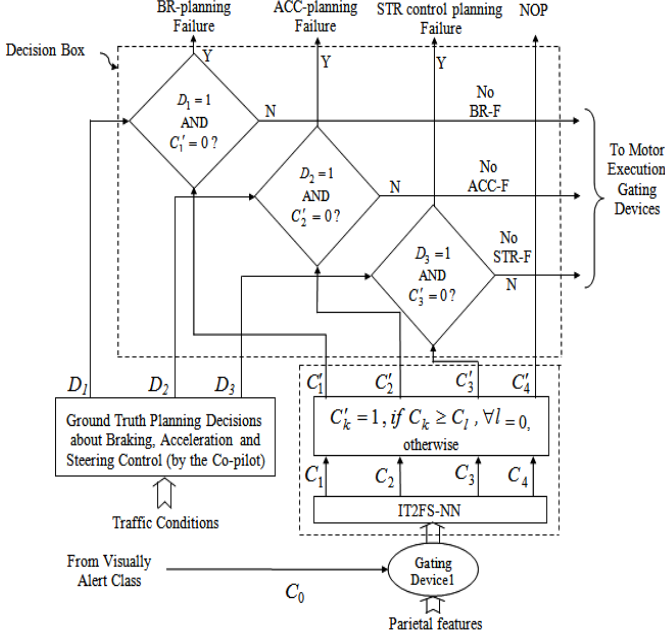 BR-planning
Failure
ACC-planning
Failure
STR control planning
Failure
NOP
Decision Box
Y
Y
Y
D₁ = 1
AND
C′₁ = 0 ?
N
No
BR-F
D₂ = 1
AND
C′₂ = 0 ?
N
No
ACC-F
D₃ = 1
AND
C′₃ = 0 ?
No
STR-F
N
To Motor
Execution
Gating
Devices
D₁
D₂
D₃
C′₁
C′₂
C′₃
C′₄
Ground Truth Planning Decisions
about Braking, Acceleration and
Steering Control (by the Co-pilot)
C′ₖ = 1, if Cₖ ≥ Cₗ , ∀l = 0,
otherwise
C₁
C₂
C₃
C₄
IT2FS-NN
Traffic Conditions
From Visually
Alert Class
C₀
Gating
Device1
Parietal features